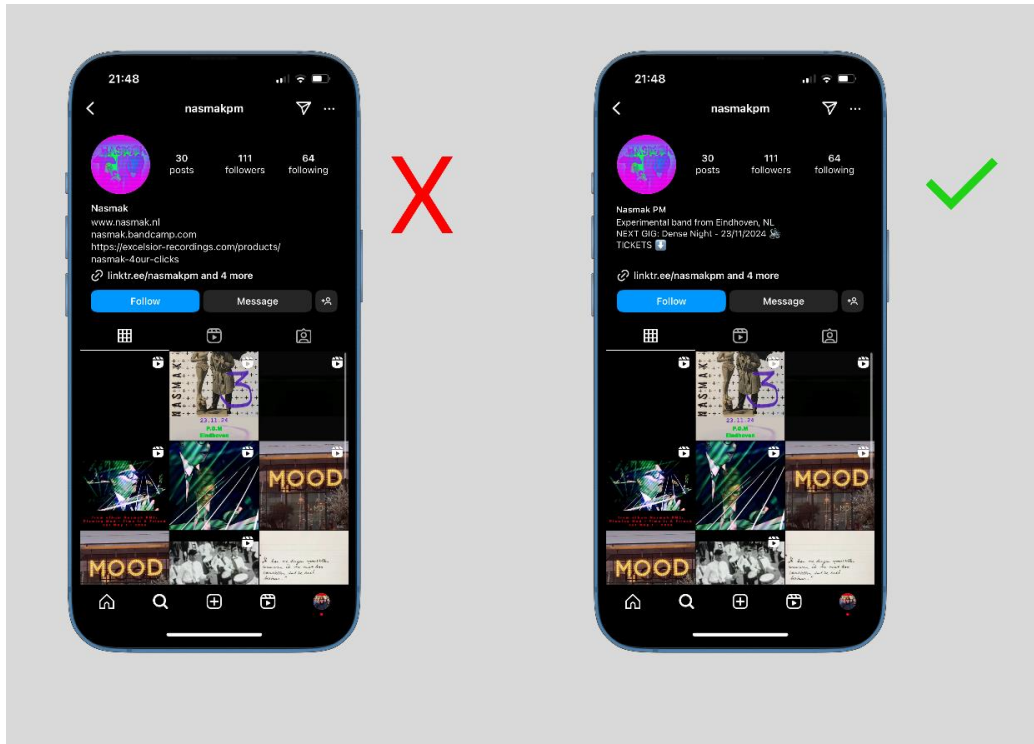 21:48
nasmakpm
30
111
64
posts
followers
following
Nasmak
www.nasmak.nl
nasmak.bandcamp.com
https://excelsior-recordings.com/products/
nasmak-4our-clicks
linktr.ee/nasmakpm and 4 more
Follow
Message
NASMAK
23.11.24
P.O.M
Eindhoven
MOOD
MOOD
X
21:48
nasmakpm
30
111
64
posts
followers
following
Nasmak PM
Experimental band from Eindhoven, NL
NEXT GIG: Dense Night - 23/11/2024
TICKETS ⬇️
linktr.ee/nasmakpm and 4 more
Follow
Message
NASMAK
23.11.24
P.O.M
Eindhoven
MOOD
MOOD